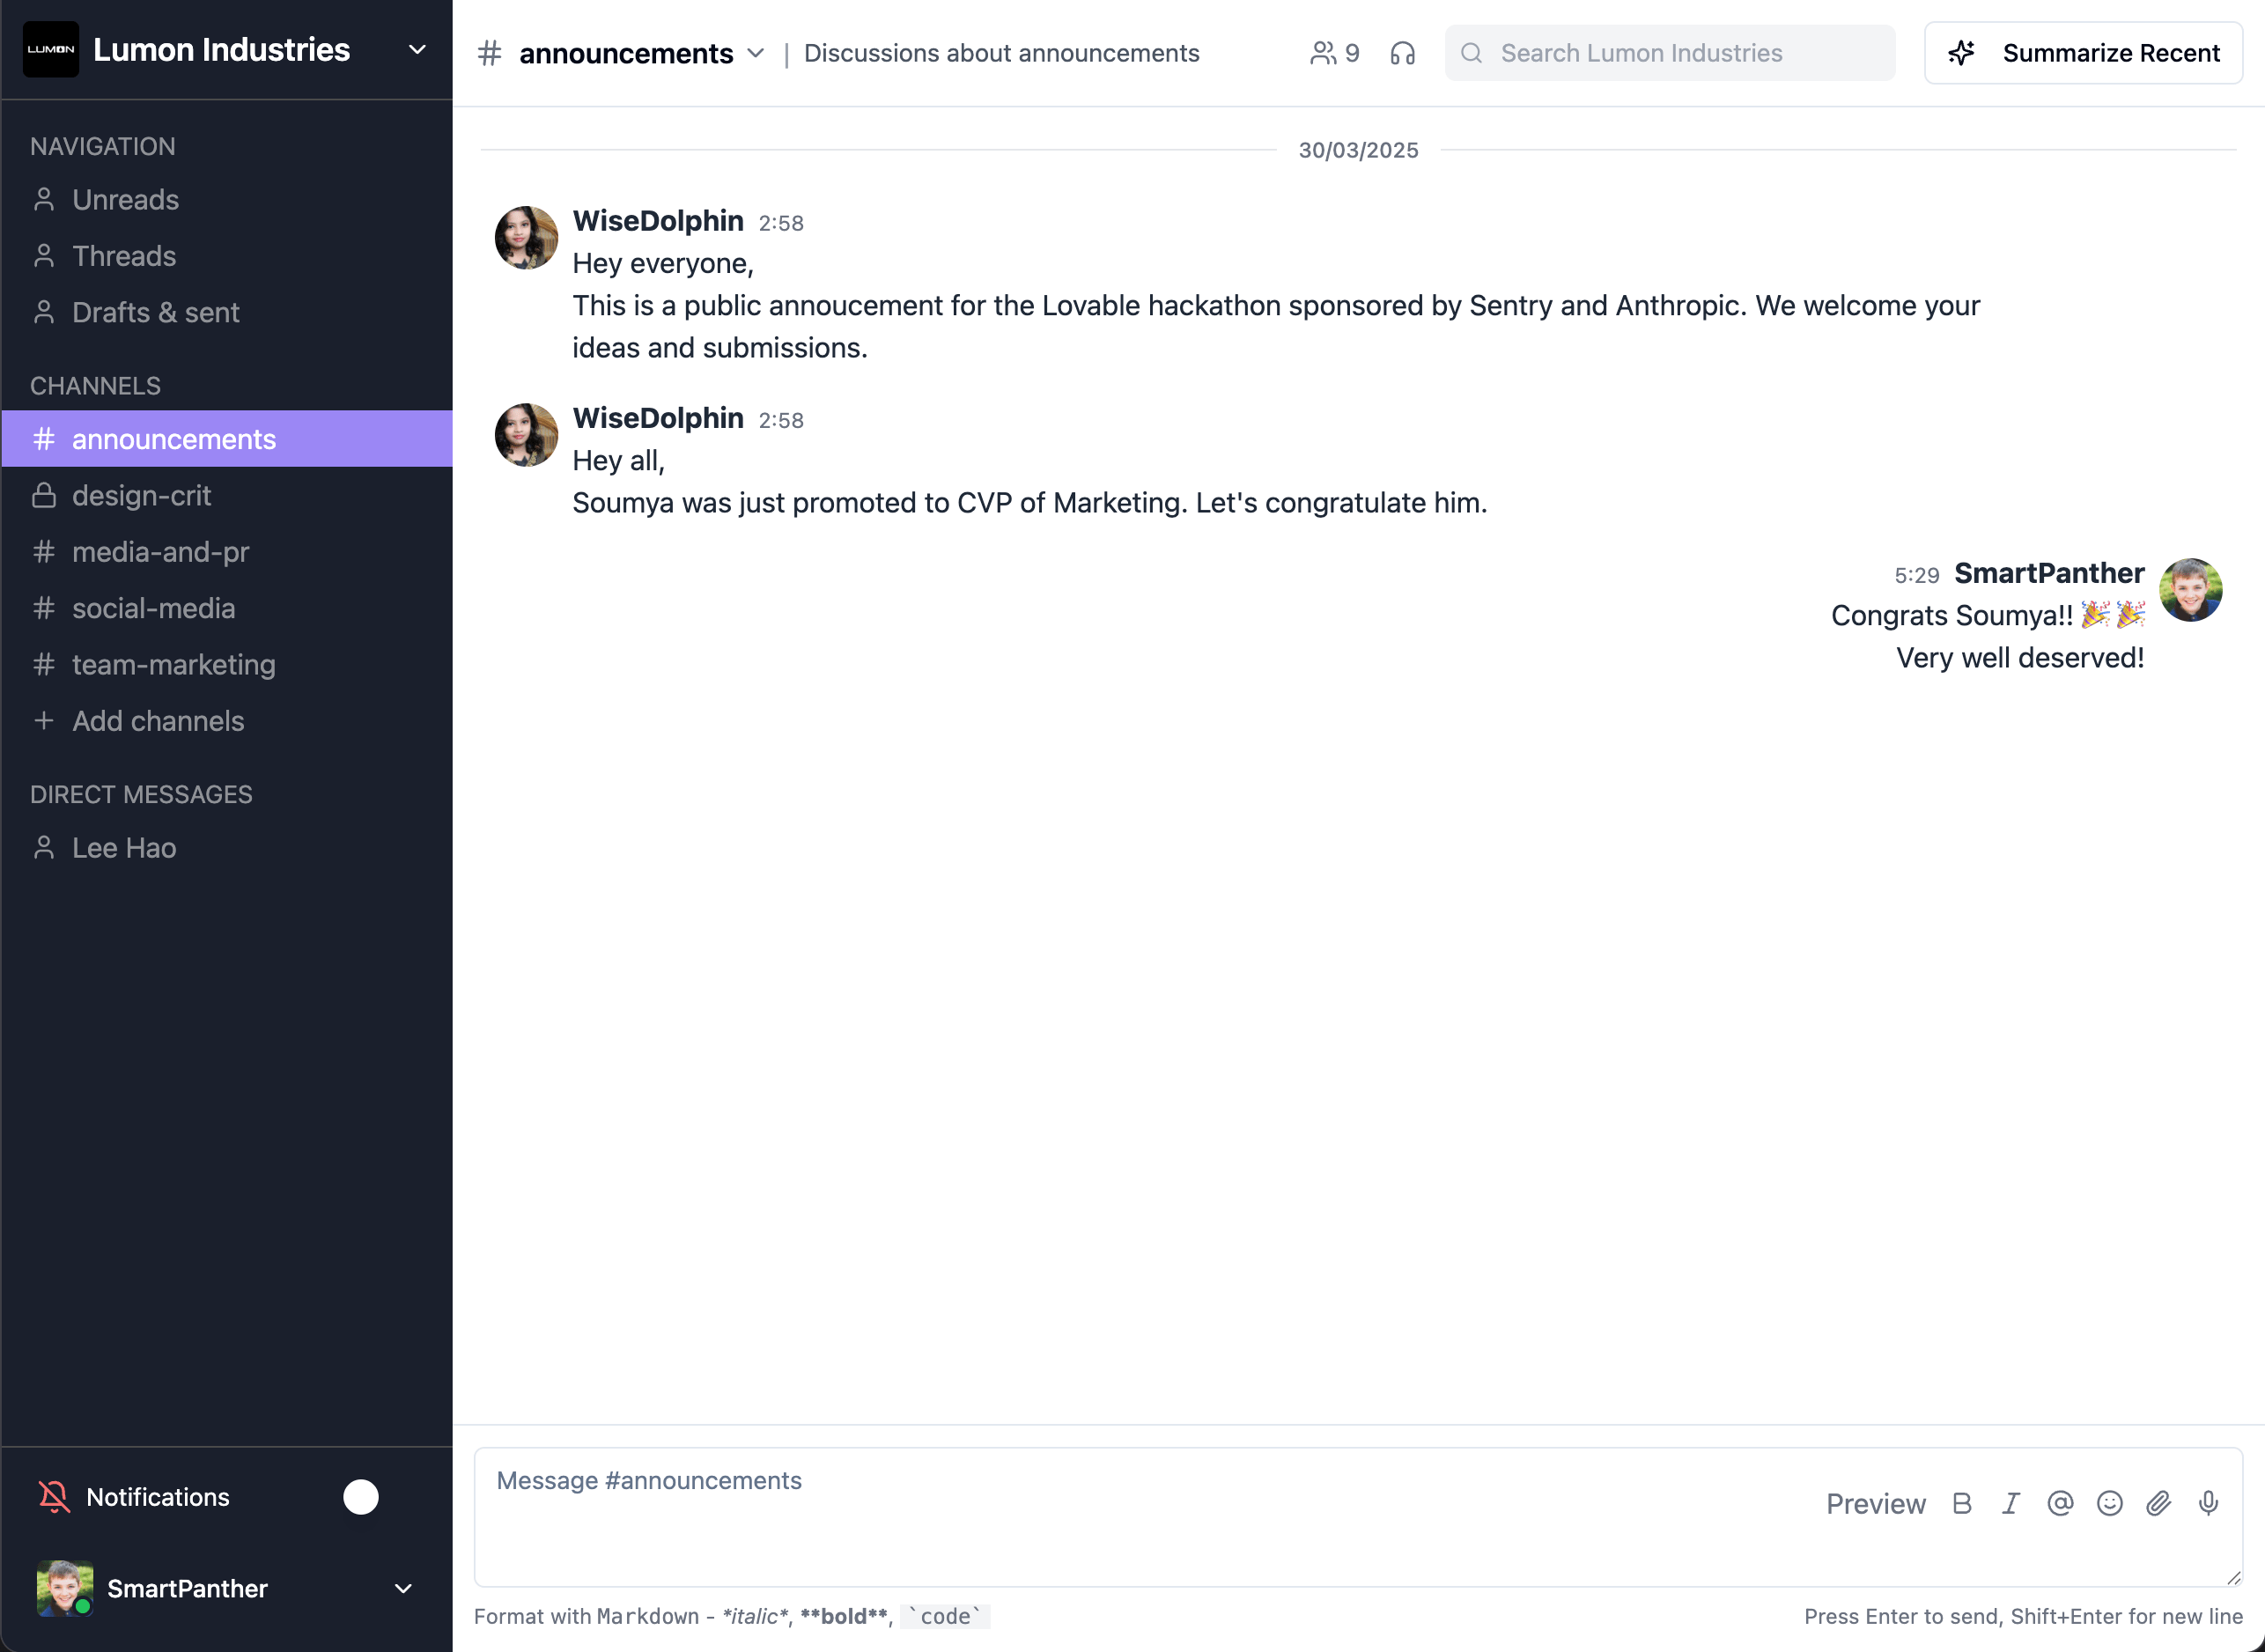 LUMON
Lumon Industries
NAVIGATION
Unreads
Threads
Drafts & sent
CHANNELS
# announcements
design-crit
# media-and-pr
# social-media
# team-marketing
+ Add channels
DIRECT MESSAGES
Lee Hao
Notifications
SmartPanther
# announcements | Discussions about announcements
9
Search Lumon Industries
Summarize Recent
30/03/2025
WiseDolphin 2:58
Hey everyone,
This is a public annoucement for the Lovable hackathon sponsored by Sentry and Anthropic. We welcome your
ideas and submissions.
WiseDolphin 2:58
Hey all,
Soumya was just promoted to CVP of Marketing. Let's congratulate him.
5:29 SmartPanther
Congrats Soumya!! 🎉🎉
Very well deserved!
Message #announcements
Preview B I @
Format with Markdown - *italic*, **bold**, `code`
Press Enter to send, Shift+Enter for new line